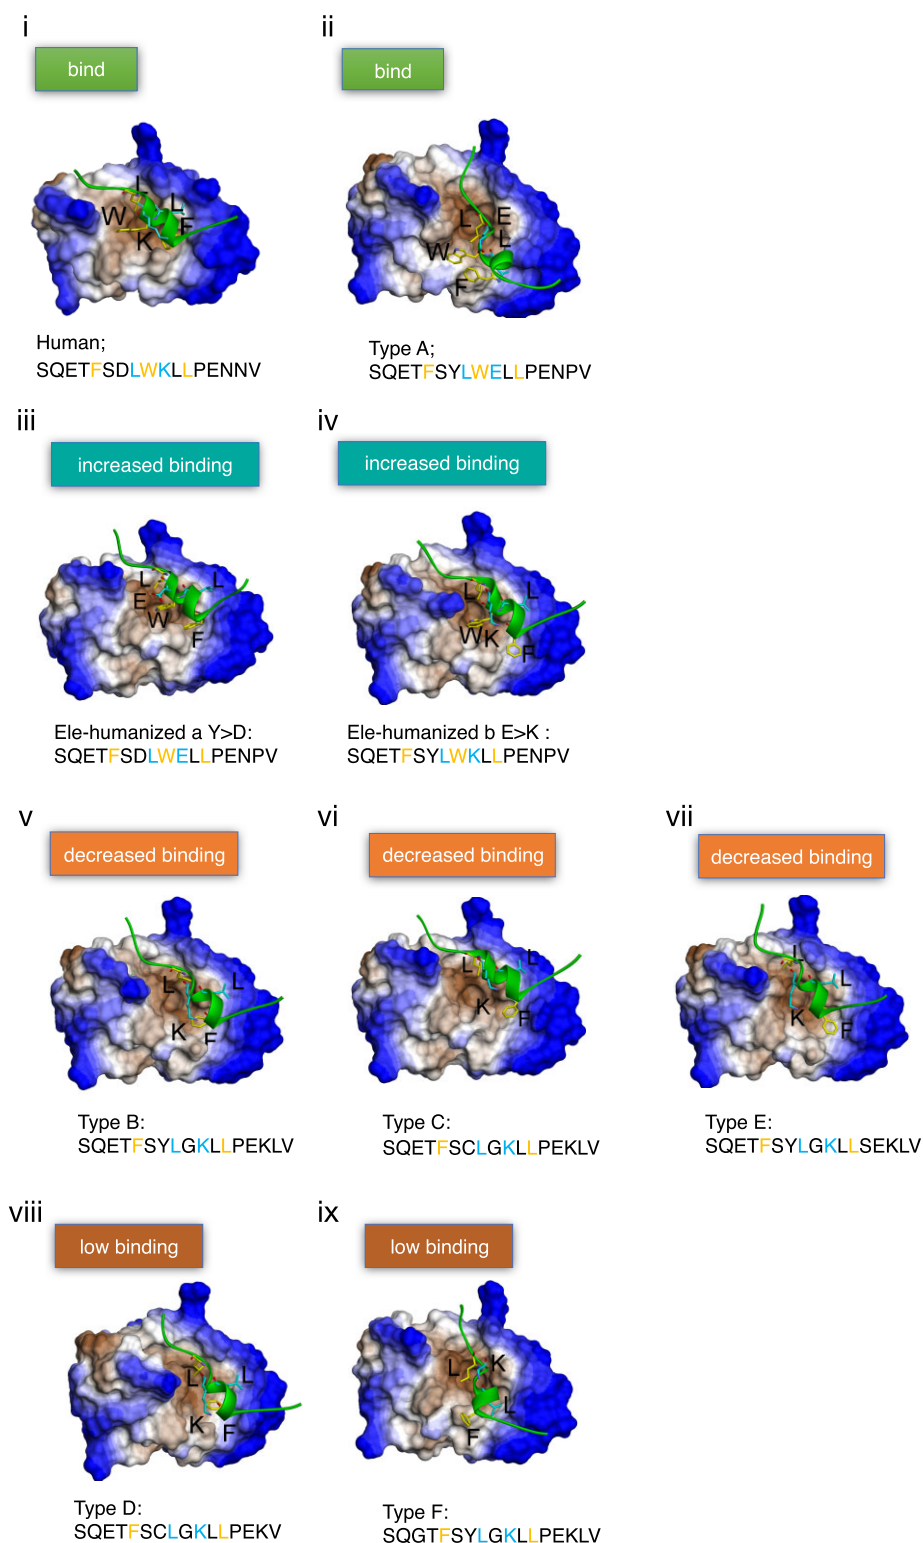 i
ii
bind
bind
L
L
W
F
K
L
E
L
W
F
Human;
SQETFSDLWKLLPENNV
Type A;
SQETFSYLWELLPENPV
iii
iv
increased binding
increased binding
L
L
E
W
F
L
L
W
K
F
Ele-humanized a Y>D:
SQETFSDLWELLPENPV
Ele-humanized b E>K :
SQETFSYLWKLLPENPV
v
vi
vii
decreased binding
decreased binding
decreased binding
L
L
K
F
L
L
K
F
L
L
K
F
Type B:
SQETFSYLGKLLPEKLV
Type C:
SQETFSCLGKLLPEKLV
Type E:
SQETFSYLGKLLSEKLV
viii
ix
low binding
low binding
L
L
K
F
L
K
L
F
Type D:
SQETFSCLGKLLPEKV
Type F:
SQGTFSYLGKLLPEKLV